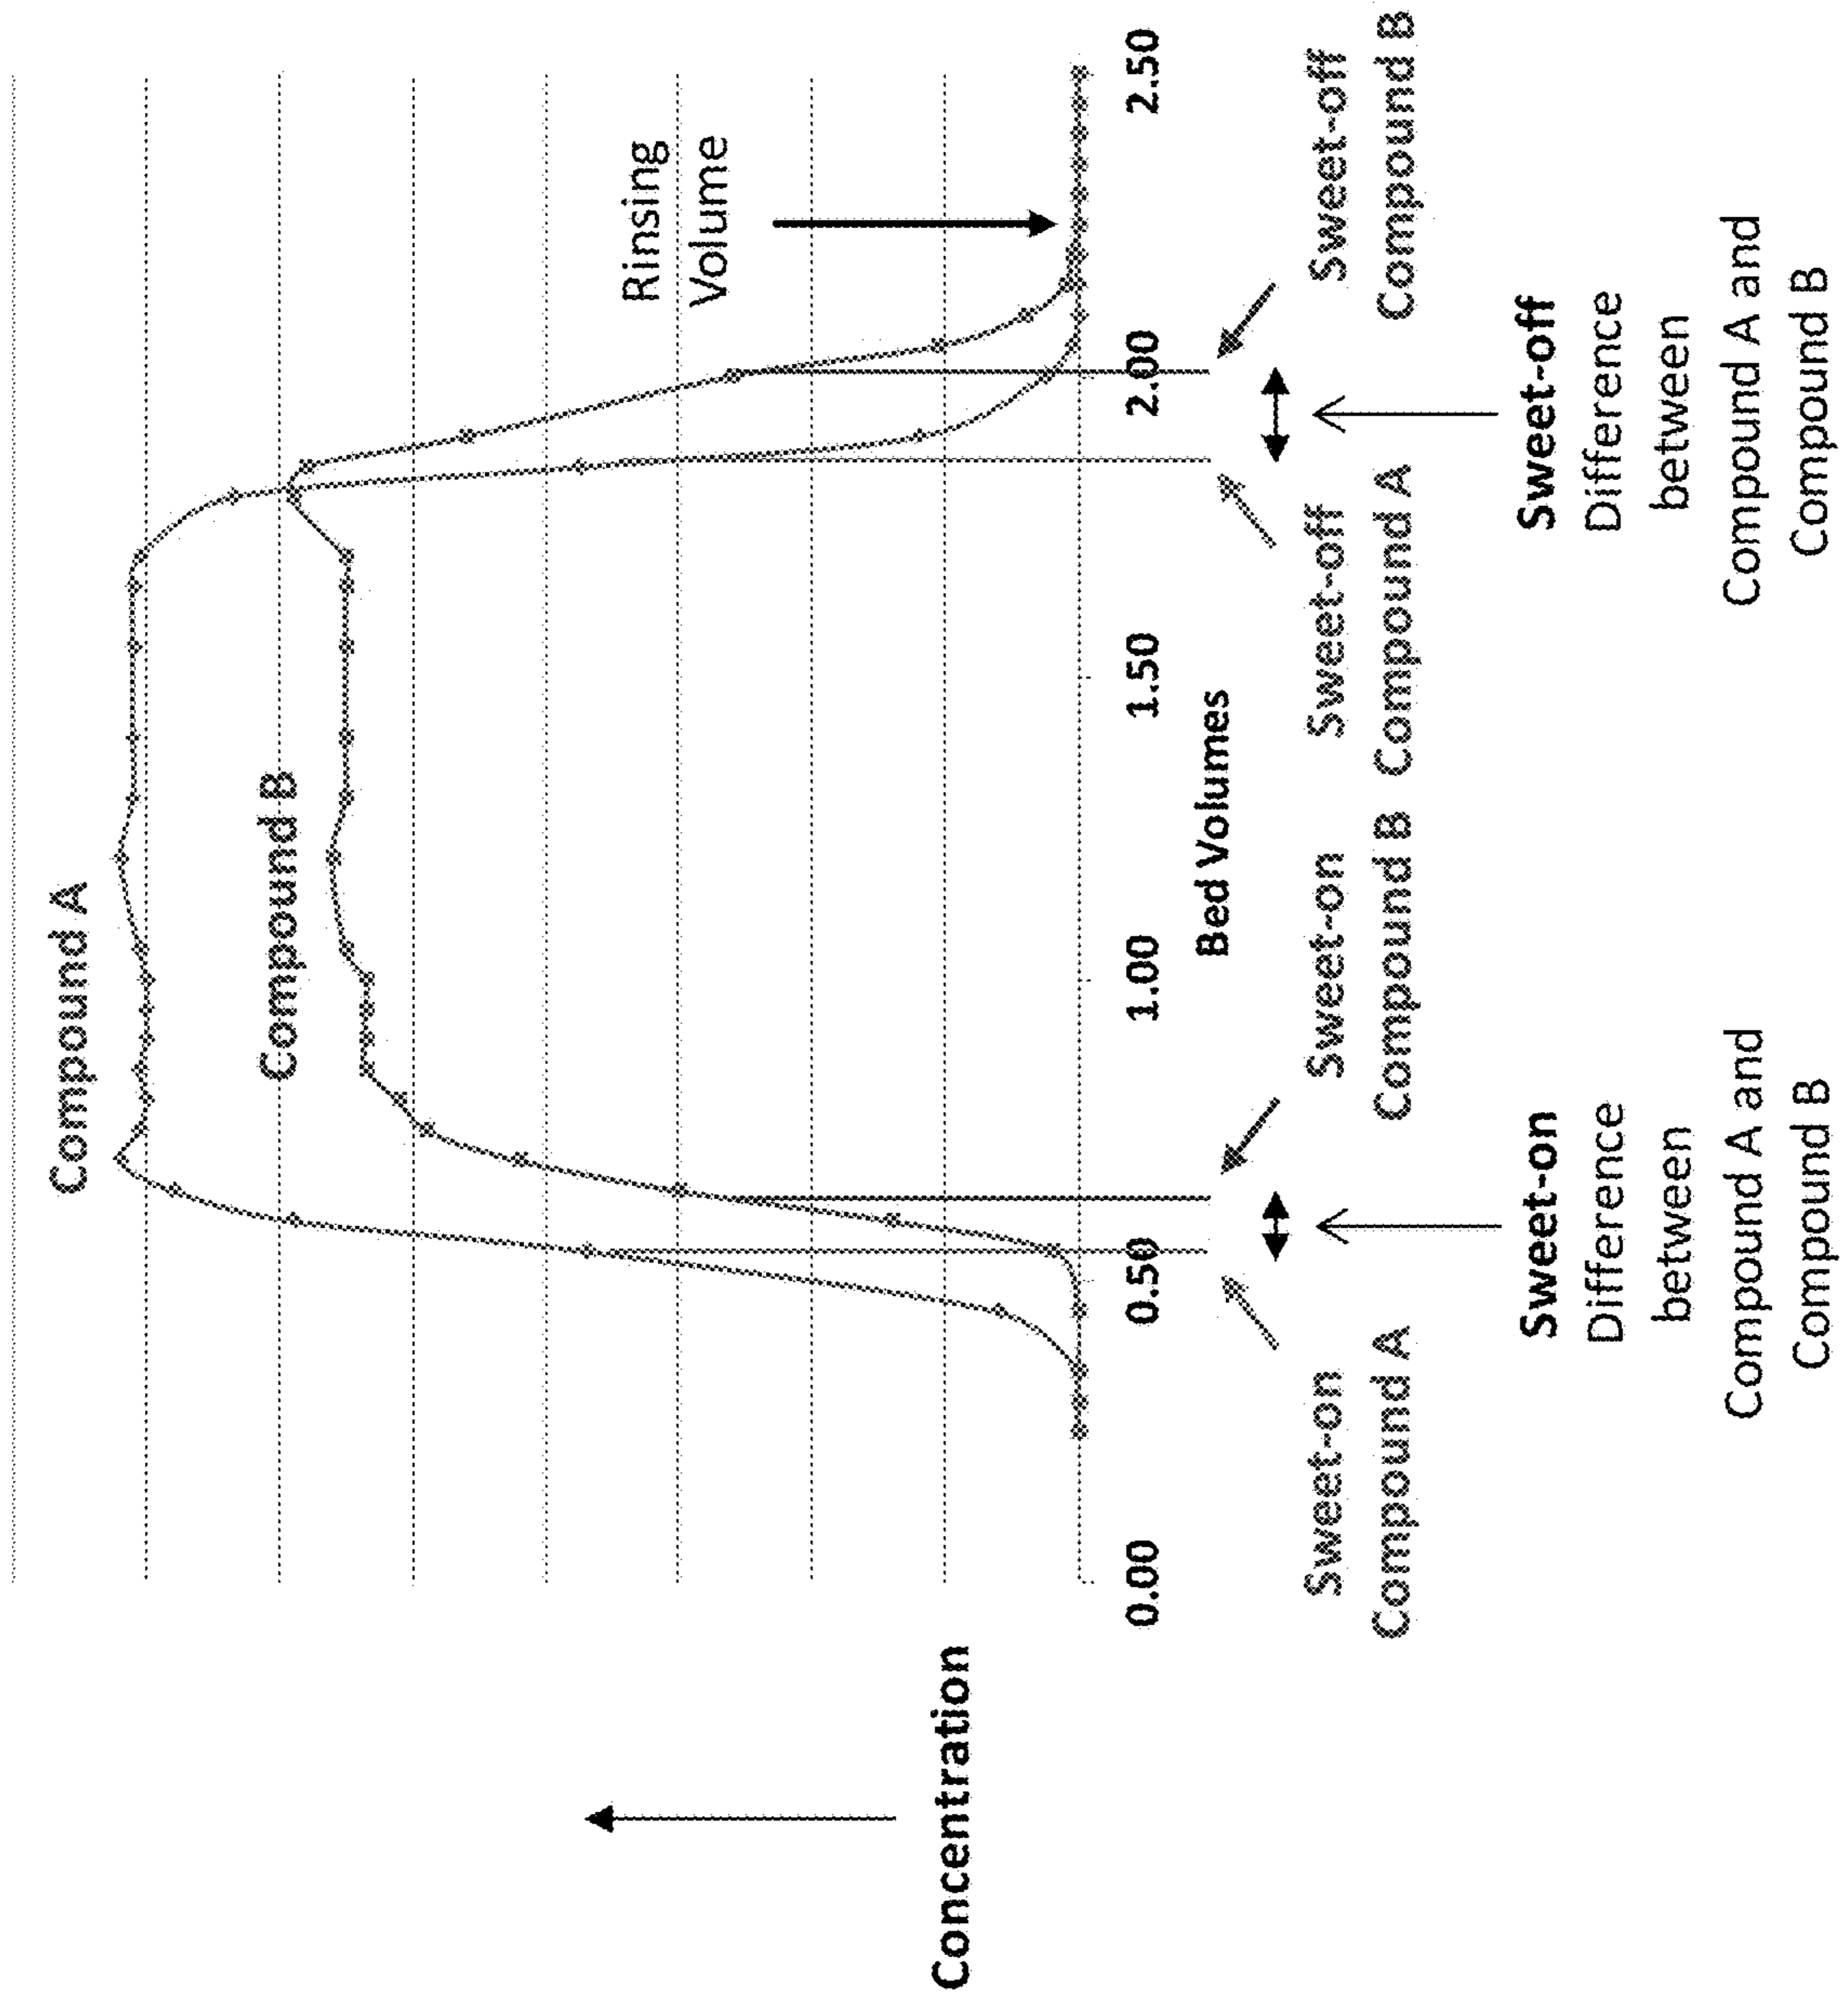 Compound A
Compound B
Rinsing
Volume
Concentration
0.00
0.50
1.00
1.50
2.00
2.50
Bed Volumes
Sweet-on
Compound A
Sweet-on
Compound B
Sweet-off
Compound A
Sweet-off
Compound B
Sweet-on
Difference
between
Compound A and
Compound B
Sweet-off
Difference
between
Compound A and
Compound B